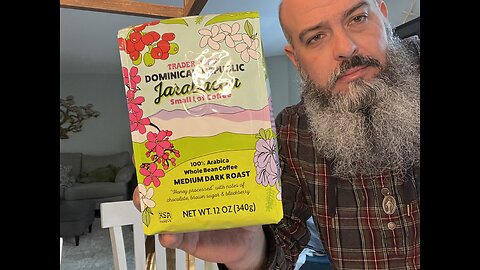 TRADER
DOMINICAN REPUBLIC
Jarabacoa
Small Lot Coffee
100% Arabica
Whole Bean Coffee
MEDIUM DARK ROAST
"Honey processed" with notes of
chocolate, brown sugar & blackberry
NET WT. 12 OZ (340g)